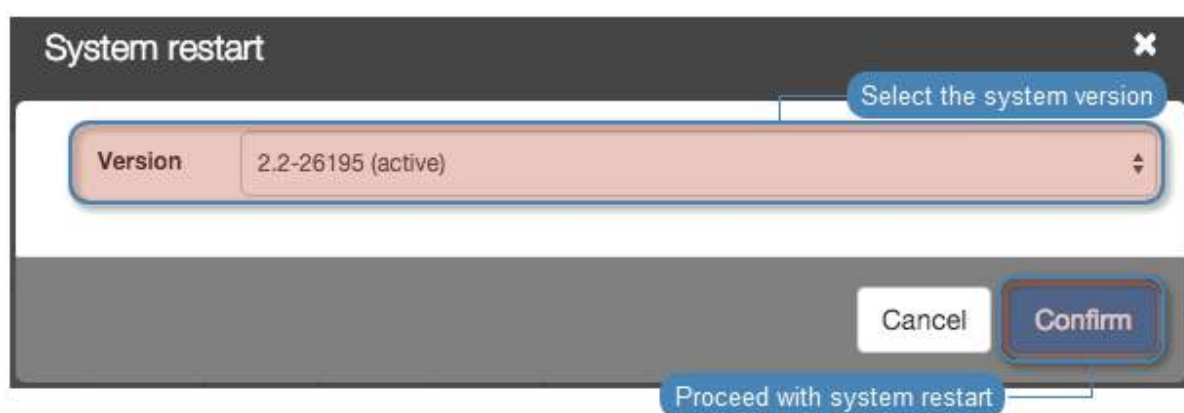 System restart
Select the system version
Version 2.2-26195 (active)
Cancel Confirm
Proceed with system restart